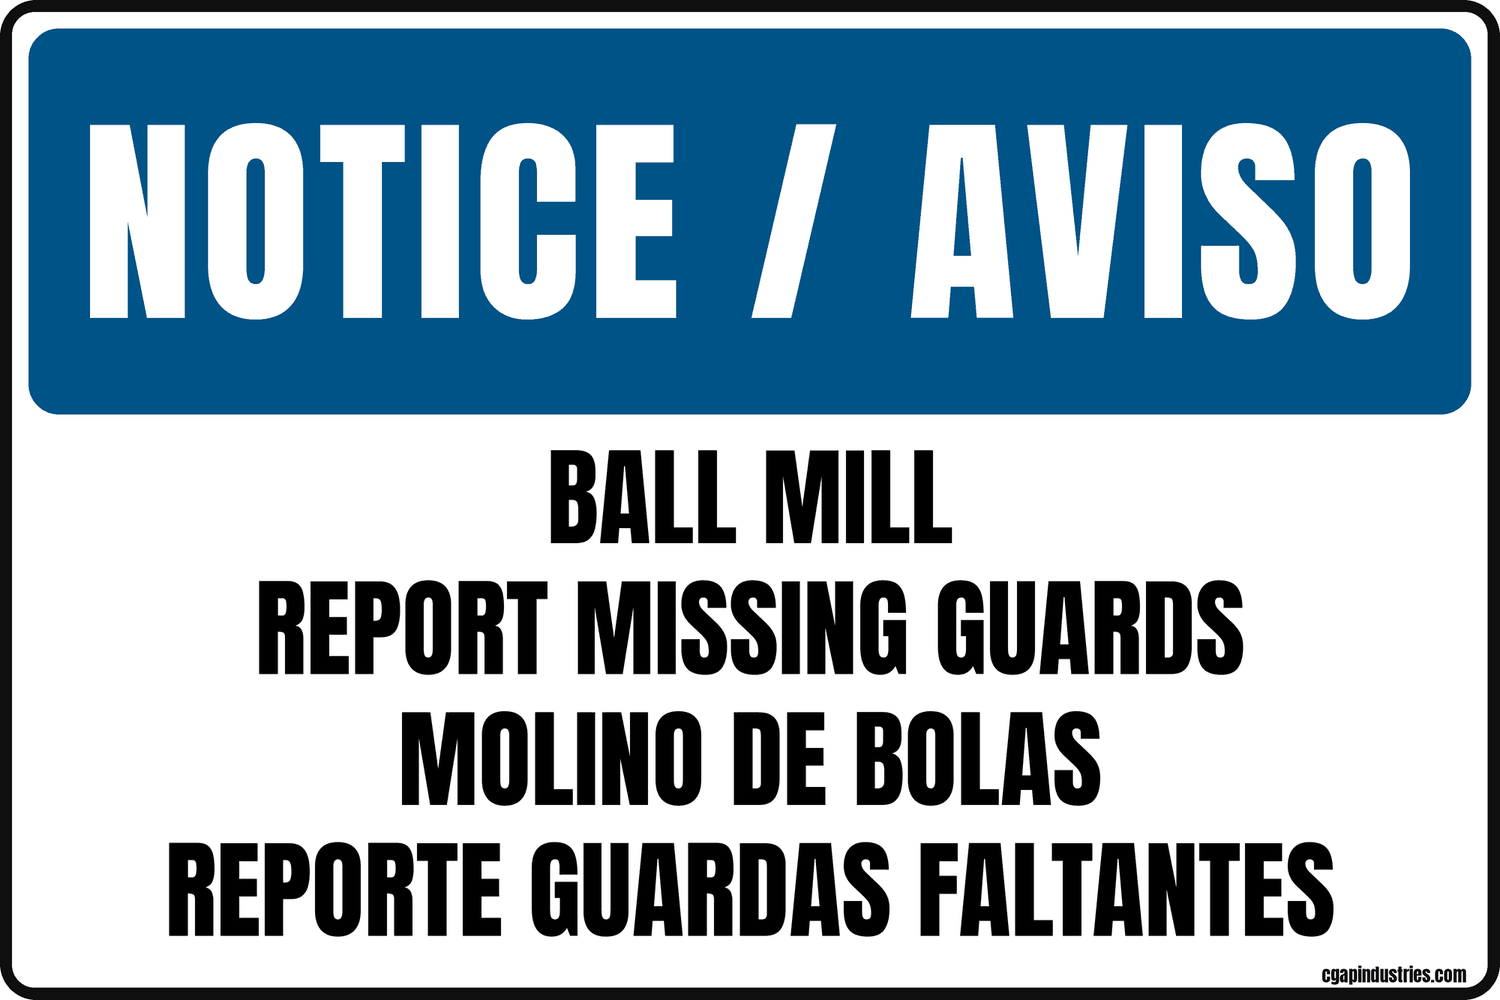 NOTICE / AVISO
BALL MILL
REPORT MISSING GUARDS
MOLINO DE BOLAS
REPORTE GUARDAS FALTANTES
cgapindustries.com